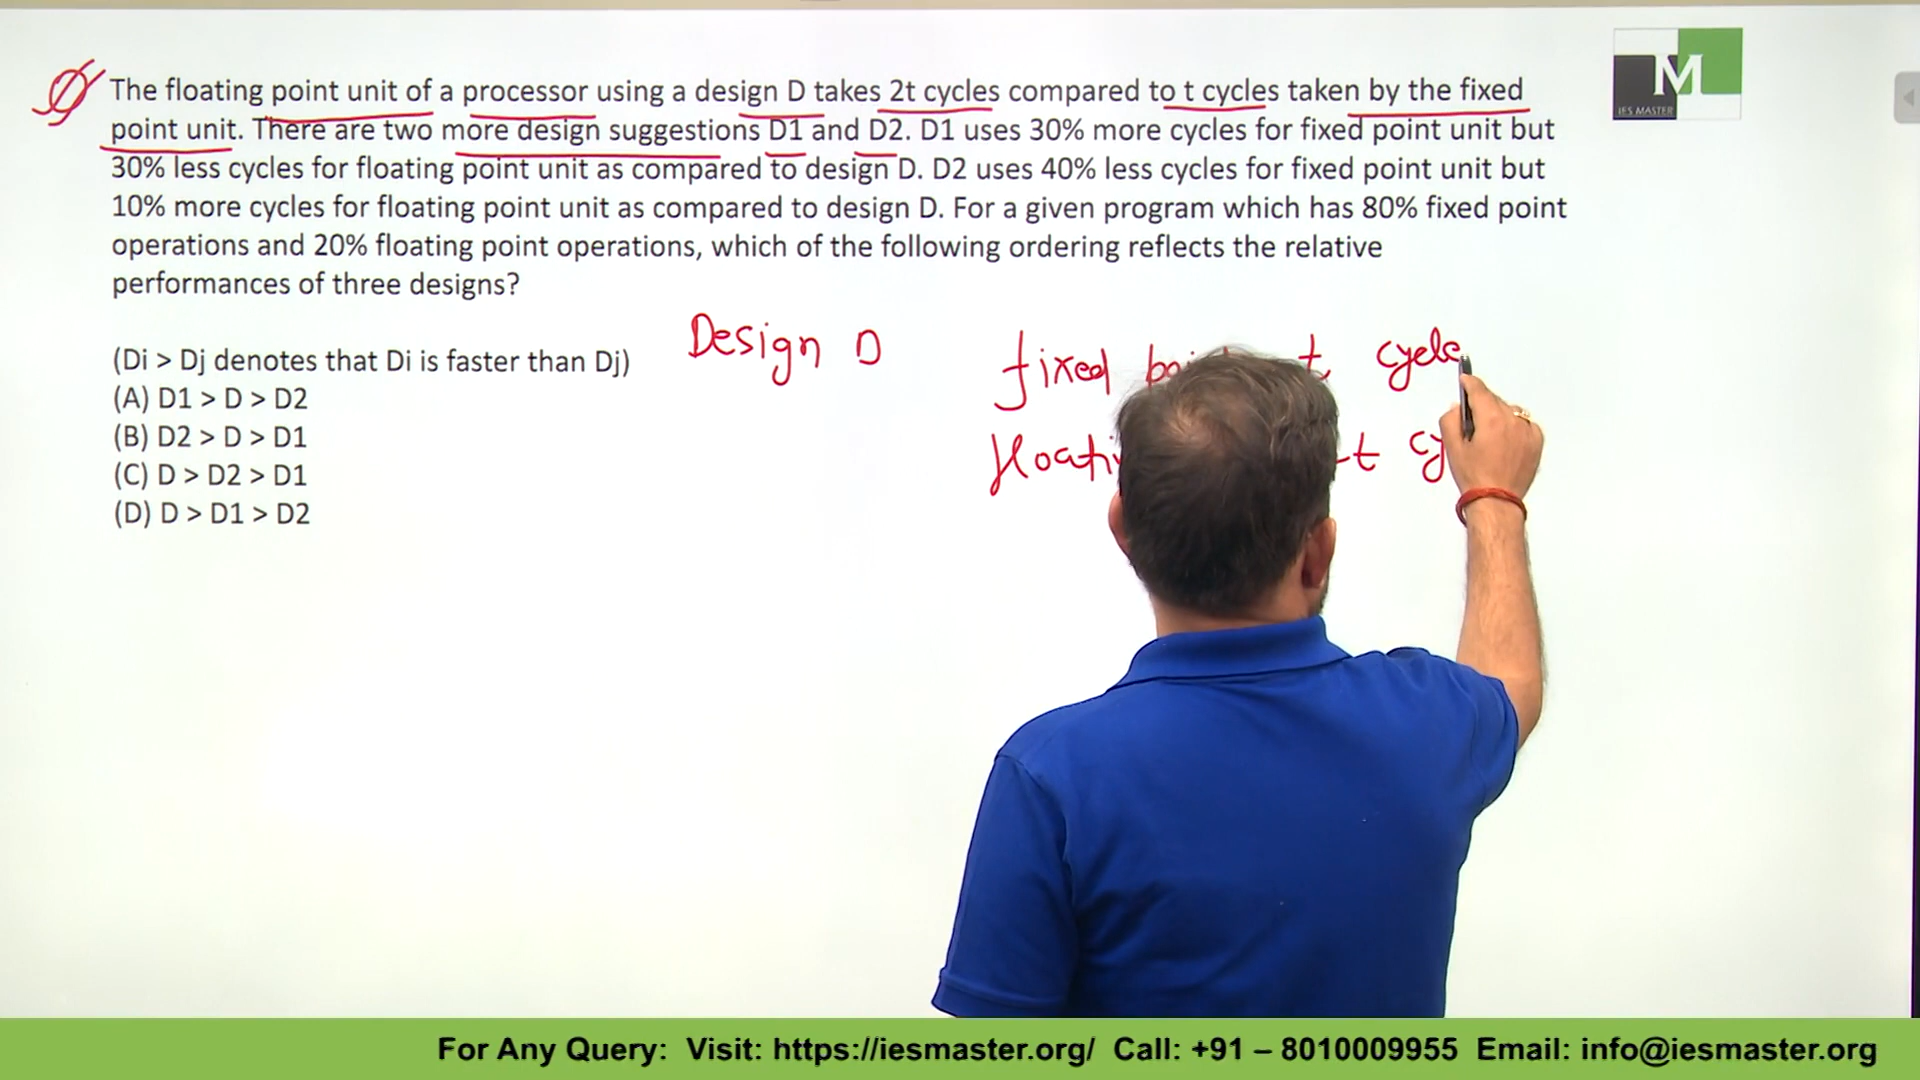 The floating point unit of a processor using a design D takes 2t cycles compared to t cycles taken by the fixed
point unit. There are two more design suggestions D1 and D2. D1 uses 30% more cycles for fixed point unit but
30% less cycles for floating point unit as compared to design D. D2 uses 40% less cycles for fixed point unit but
10% more cycles for floating point unit as compared to design D. For a given program which has 80% fixed point
operations and 20% floating point operations, which of the following ordering reflects the relative
performances of three designs?
(Di > Dj denotes that Di is faster than Dj)
(A) D1 > D > D2
(B) D2 > D > D1
(C) D > D2 > D1
(D) D > D1 > D2
Design D
fixed t cycle
t
M
IES MASTER
For Any Query: Visit: https://iesmaster.org/ Call: +91 – 8010009955 Email: info@iesmaster.org